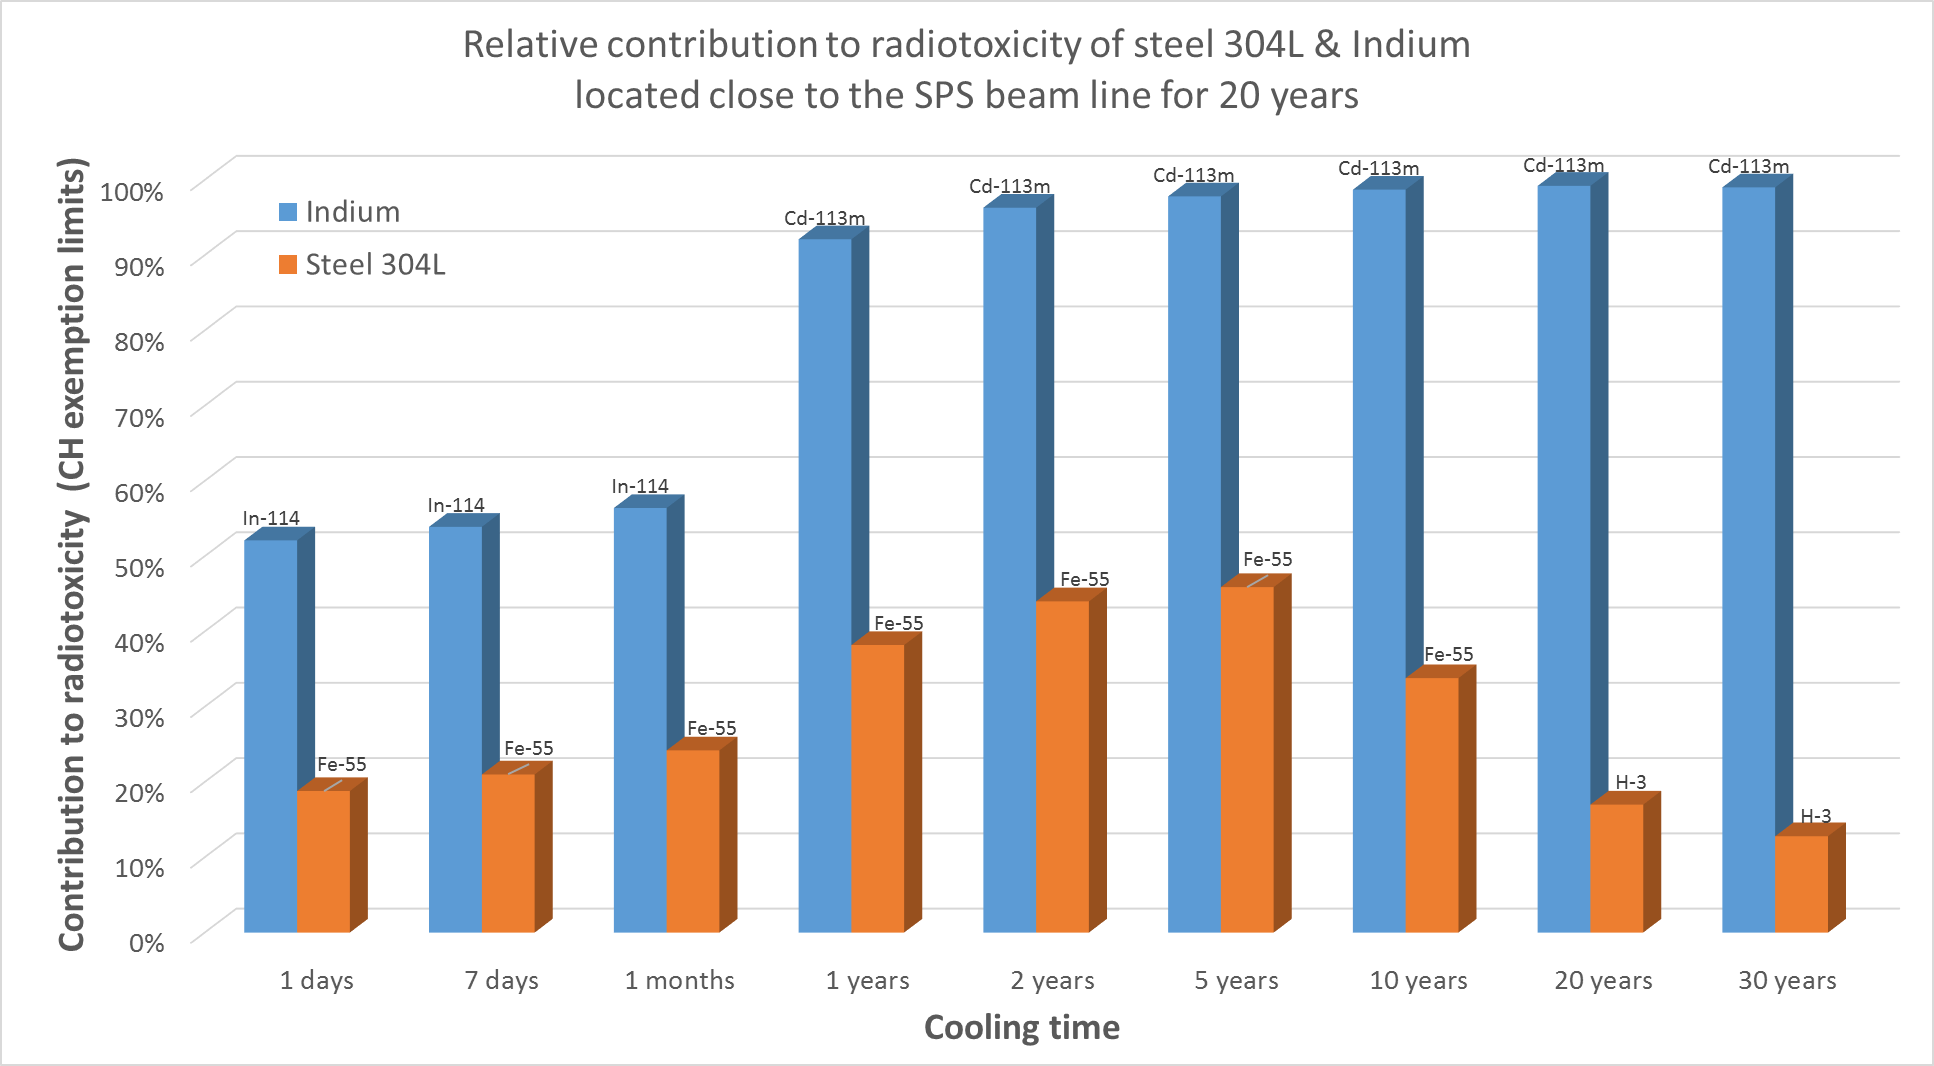 Relative contribution to radiotoxicity of steel 304L & Indium
located close to the SPS beam line for 20 years
Contribution to radiotoxicity (CH exemption limits)
100%
90%
80%
70%
60%
50%
40%
30%
20%
10%
0%
Indium
Steel 304L
In-114
Fe-55
In-114
Fe-55
In-114
Fe-55
Cd-113m
Fe-55
Cd-113m
Fe-55
Cd-113m
Fe-55
Cd-113m
Fe-55
Cd-113m
H-3
Cd-113m
H-3
1 days
7 days
1 months
1 years
2 years
5 years
10 years
20 years
30 years
Cooling time